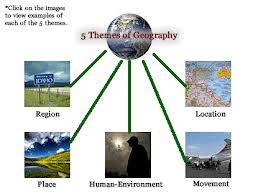 *Click on the images
to view examples of
each of the 5 themes.
5 Themes of Geography
IDAHO
Region
Location
Place
Human-Environment
Movement